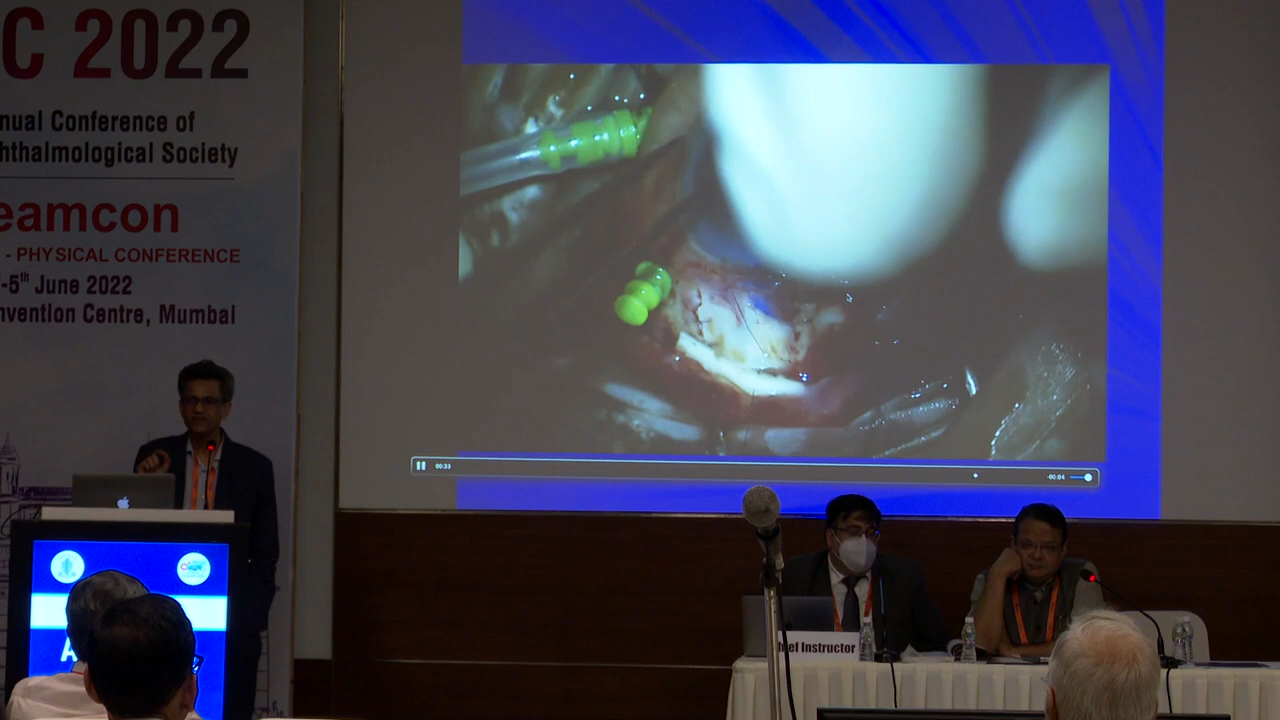 C 2022
nual Conference of
hthalmological Society
eamcon
- PHYSICAL CONFERENCE
-5th June 2022
nvention Centre, Mumbai
00:33
-00:04
hief Instructor
A